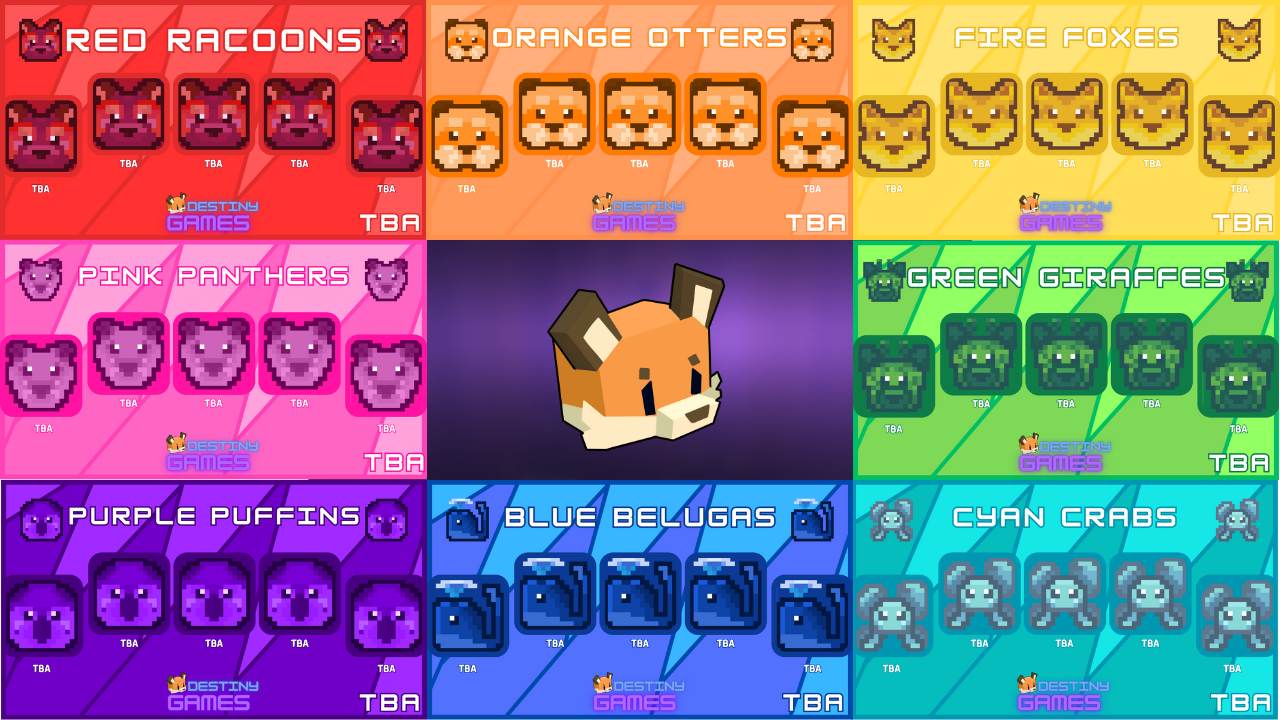 RED RACOONS
TBA TBA TBA
TBA TBA
DESTINY
GAMES
TBA
ORANGE OTTERS
TBA TBA TBA
TBA TBA
DESTINY
GAMES
TBA
FIRE FOXES
TBA TBA TBA
TBA TBA
DESTINY
GAMES
TBA
PINK PANTHERS
TBA TBA TBA
TBA TBA
DESTINY
GAMES
TBA
GREEN GIRAFFES
TBA TBA TBA
TBA TBA
DESTINY
GAMES
TBA
PURPLE PUFFINS
TBA TBA TBA
TBA TBA
DESTINY
GAMES
TBA
BLUE BELUGAS
TBA TBA TBA
TBA TBA
DESTINY
GAMES
TBA
CYAN CRABS
TBA TBA TBA
TBA TBA
DESTINY
GAMES
TBA